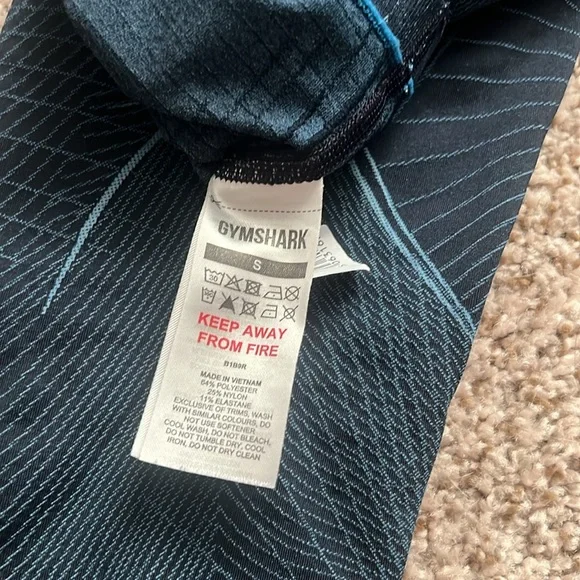 GYMSHARK
S
30
KEEP AWAY
FROM FIRE
B1B9R
MADE IN VIETNAM
64% POLYESTER
25% NYLON
11% ELASTANE
EXCLUSIVE OF TRIMS, WASH
WITH SIMILAR COLOURS, DO
NOT USE SOFTENER
COOL WASH, DO NOT BLEACH,
DO NOT TUMBLE DRY, COOL
IRON, DO NOT DRY CLEAN